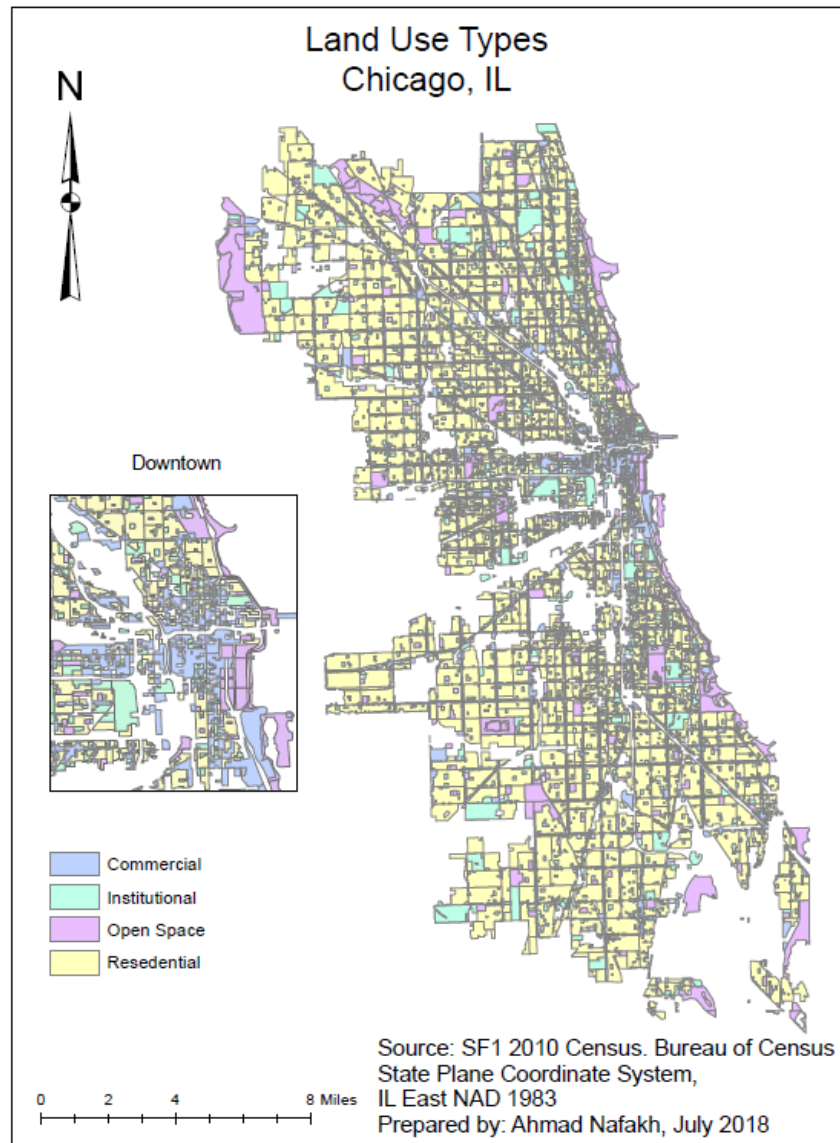 Land Use Types
Chicago, IL
N
Downtown
Commercial
Institutional
Open Space
Resedential
0 2 4 8 Miles
Source: SF1 2010 Census. Bureau of Census
State Plane Coordinate System,
IL East NAD 1983
Prepared by: Ahmad Nafakh, July 2018